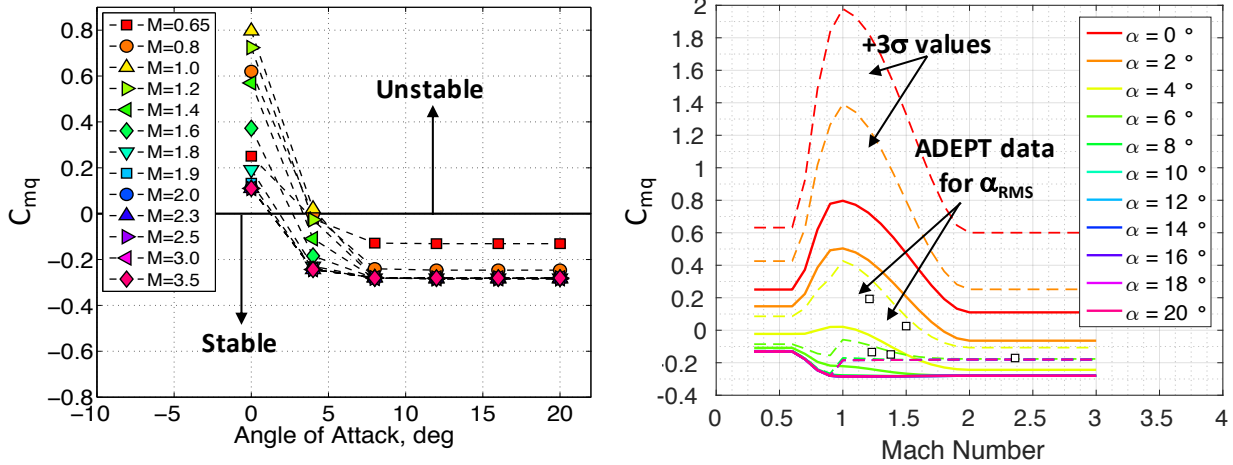 0.8
0.6
0.4
0.2
0
−0.2
−0.4
−0.6
−0.8
C_mq
−10
−5
0
5
10
15
20
Angle of Attack, deg
M=0.65
M=0.8
M=1.0
M=1.2
M=1.4
M=1.6
M=1.8
M=1.9
M=2.0
M=2.3
M=2.5
M=3.0
M=3.5
Unstable
Stable
2
1.8
1.6
1.4
1.2
1
0.8
0.6
0.4
0.2
0
-0.2
-0.4
C_mq
0
0.5
1
1.5
2
2.5
3
3.5
4
Mach Number
+3σ values
ADEPT data
for α_RMS
α = 0 °
α = 2 °
α = 4 °
α = 6 °
α = 8 °
α = 10 °
α = 12 °
α = 14 °
α = 16 °
α = 18 °
α = 20 °